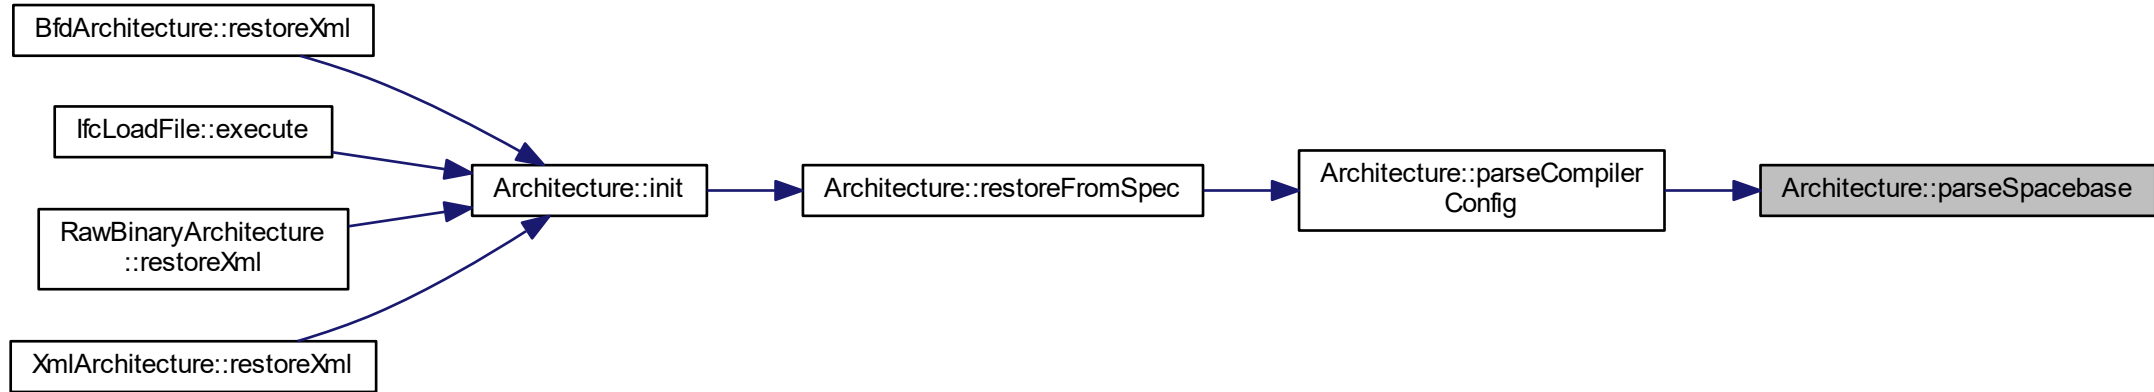 BfdArchitecture::restoreXml
IfcLoadFile::execute
RawBinaryArchitecture
::restoreXml
XmlArchitecture::restoreXml
Architecture::init
Architecture::restoreFromSpec
Architecture::parseCompiler
Config
Architecture::parseSpacebase